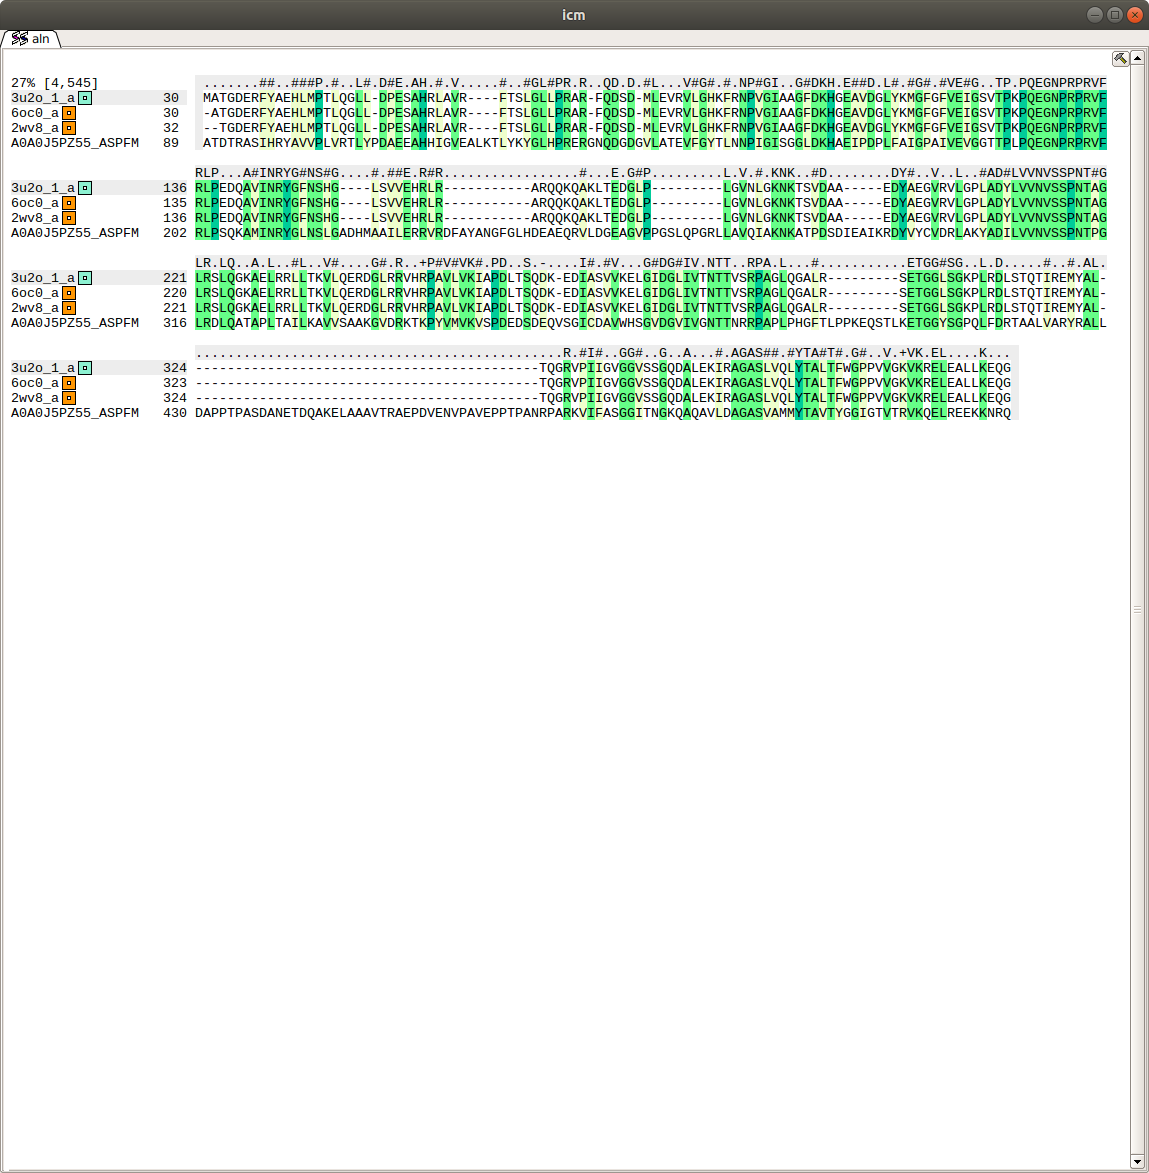 icm
aln
27% [4,545] .......##..###P.#..L#.D#E.AH.#.V.....#..#GL#PR.R..QD.D.#L...V#G#.#.NP#GI..G#DKH.E##D.L#.#G#.#VE#G..TP.PQEGNPRPRVF
3u2o_1_a 30 MATGDERFYAEHLMPTLQGLL-DPESAHRLAVR----FTSLGLLPRAR-FQDSD-MLEVRVLGHKFRNPVGIAAGFDKHGEAVDGLYKMGFGFVEIGSVTPKPQEGNPRPRVF
6oc0_a 30 -ATGDERFYAEHLMPTLQGLL-DPESAHRLAVR----FTSLGLLPRAR-FQDSD-MLEVRVLGHKFRNPVGIAAGFDKHGEAVDGLYKMGFGFVEIGSVTPKPQEGNPRPRVF
2wv8_a 32 --TGDERFYAEHLMPTLQGLL-DPESAHRLAVR----FTSLGLLPRAR-FQDSD-MLEVRVLGHKFRNPVGIAAGFDKHGEAVDGLYKMGFGFVEIGSVTPKPQEGNPRPRVF
A0A0J5PZ55_ASPFM 89 ATDTRASIHRYAVVPLVRTLYPDAEEAHHIGVEALKTLYKYGLHPRERGNQDGDGVLATEVFGYTLNNPIGISGGLDKHAEIPDPLFAIGPAIVEVGGTTPLPQEGNPRPRVF
RLP...A#INRYG#NS#G....#.##E.R#R.................#...E.G#P.........L.V.#.KNK..#D........DY#..V..L..#AD#LVVNVSSPNT#G
3u2o_1_a 136 RLPEDQAVINRYGFNSHG----LSVVEHRLR-----------ARQQKQAKLTEDGLP---------LGVNLGKNKTSVDAA-----EDYAEGVRVLGPLADYLVVNVSSPNTAG
6oc0_a 135 RLPEDQAVINRYGFNSHG----LSVVEHRLR-----------ARQQKQAKLTEDGLP---------LGVNLGKNKTSVDAA-----EDYAEGVRVLGPLADYLVVNVSSPNTAG
2wv8_a 136 RLPEDQAVINRYGFNSHG----LSVVEHRLR-----------ARQQKQAKLTEDGLP---------LGVNLGKNKTSVDAA-----EDYAEGVRVLGPLADYLVVNVSSPNTAG
A0A0J5PZ55_ASPFM 202 RLPSQKAMINRYGLNSLGADHMAAILERRVRDFAYANGFGLHDEAEQRVLDGEAGVPPGSLQPGRLLAVQIAKNKATPDSDIEAIKRDYVYCVDRLAKYADILVVNVSSPNTPG
LR.LQ..A.L..#L..V#....G#.R..+P#V#VK#.PD..S.-....I#.#V...G#DG#IV.NTT..RPA.L...#...........ETGG#SG..L.D.....#..#.AL.
3u2o_1_a 221 LRSLQGKAELRRLLTKVLQERDGLRRVHRPAVLVKIAPDLTSQDK-EDIASVVKELGIDGLIVTNTTVSRPAGLQGALR---------SETGGLSGKPLRDLSTQTIREMYAL-
6oc0_a 220 LRSLQGKAELRRLLTKVLQERDGLRRVHRPAVLVKIAPDLTSQDK-EDIASVVKELGIDGLIVTNTTVSRPAGLQGALR---------SETGGLSGKPLRDLSTQTIREMYAL-
2wv8_a 221 LRSLQGKAELRRLLTKVLQERDGLRRVHRPAVLVKIAPDLTSQDK-EDIASVVKELGIDGLIVTNTTVSRPAGLQGALR---------SETGGLSGKPLRDLSTQTIREMYAL-
A0A0J5PZ55_ASPFM 316 LRDLQATAPLTAILKAVVSAAKGVDRKTKPYVMVKVSPDEDSDEQVSGICDAVWHSGVDGVIVGNTTNRRPAPLPHGFTLPPKEQSTLKETGGYSGPQLFDRTAALVARYRALL
..............................................R.#I#..GG#..G..A...#.AGAS##.#YTA#T#.G#..V.+VK.EL....K...
3u2o_1_a 324 -------------------------------------------TQGRVPIIGVGGVSSGQDALEKIRAGASLVQLYTALTFWGPPVVGKVKRELEALLKEQG
6oc0_a 323 -------------------------------------------TQGRVPIIGVGGVSSGQDALEKIRAGASLVQLYTALTFWGPPVVGKVKRELEALLKEQG
2wv8_a 324 -------------------------------------------TQGRVPIIGVGGVSSGQDALEKIRAGASLVQLYTALTFWGPPVVGKVKRELEALLKEQG
A0A0J5PZ55_ASPFM 430 DAPPTPASDANETDQAKELAAAVTRAEPDVENVPAVEPPTPANRPARKVIFASGGITNGKQAQAVLDAGASVAMMYTAVTYGGIGTVTRVKQELREEKKNRQ